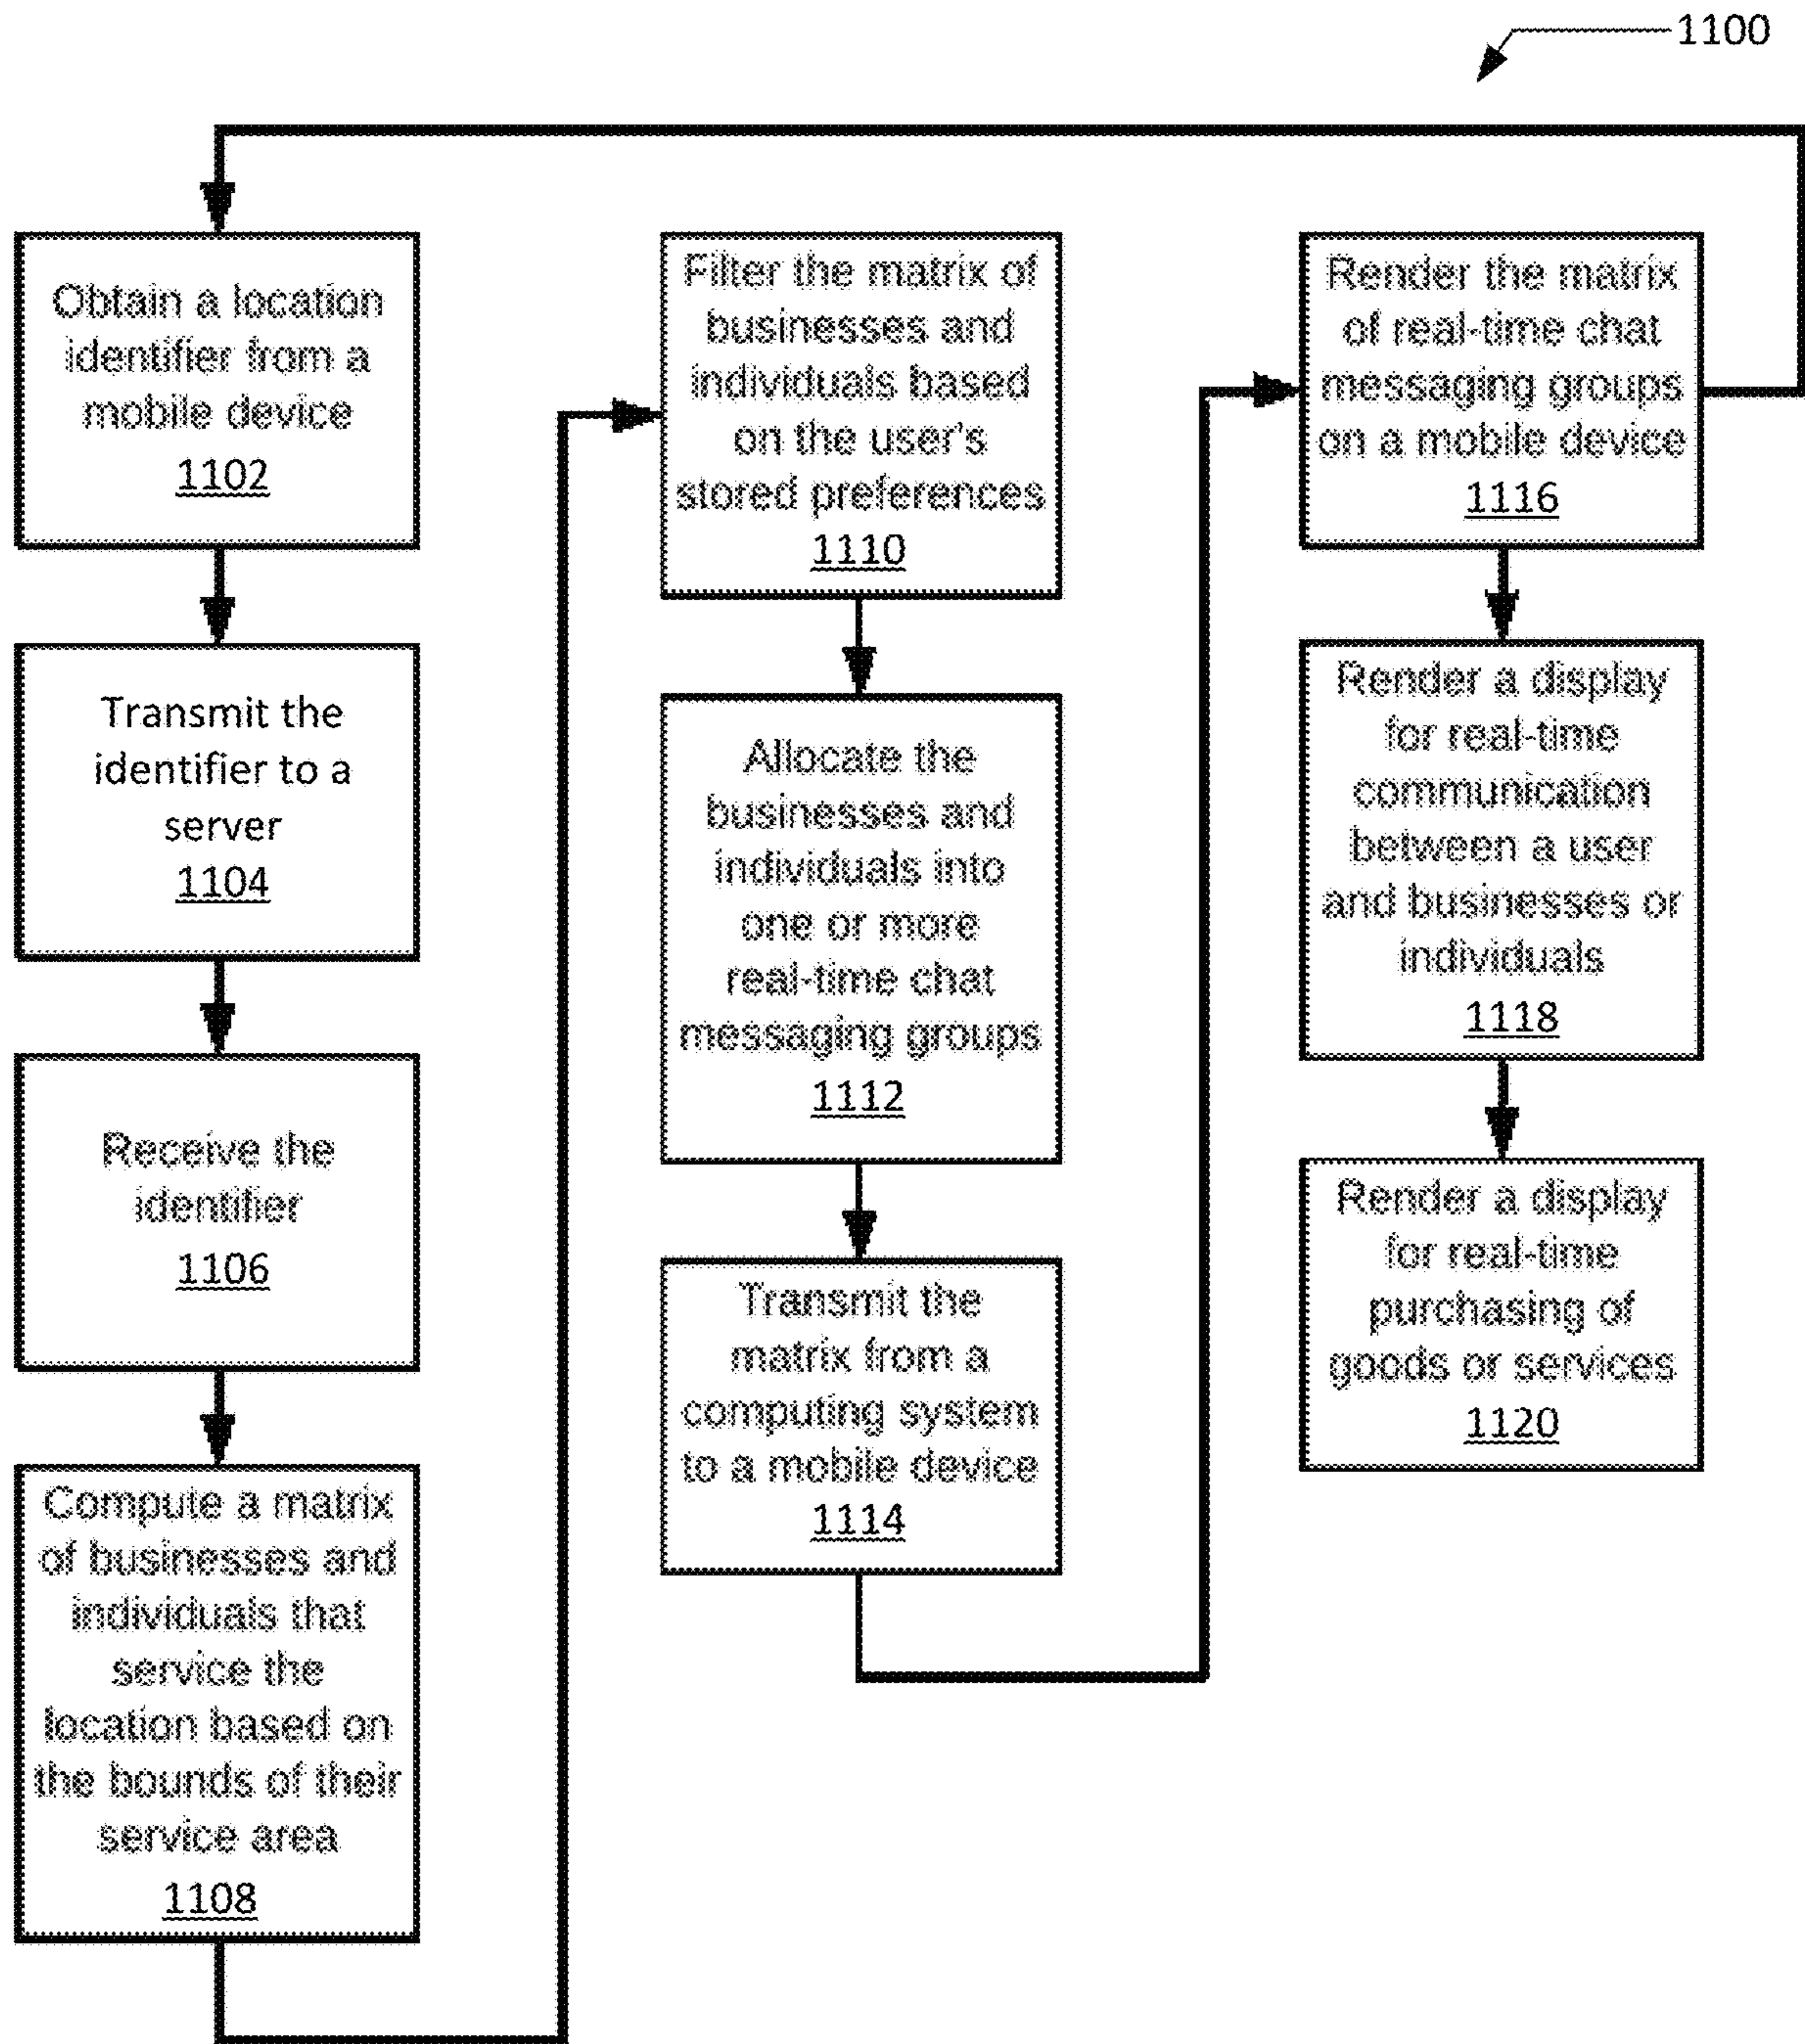 1100
Obtain a location
identifier from a
mobile device
1102
Transmit the
identifier to a
server
1104
Receive the
identifier
1106
Compute a matrix
of businesses and
individuals that
service the
location based on
the bounds of their
service area
1108
Filter the matrix of
businesses and
individuals based
on the user's
stored preferences
1110
Allocate the
businesses and
individuals into
one or more
real-time chat
messaging groups
1112
Transmit the
matrix from a
computing system
to a mobile device
1114
Render the matrix
of real-time chat
messaging groups
on a mobile device
1116
Render a display
for real-time
communication
between a user
and businesses or
individuals
1118
Render a display
for real-time
purchasing of
goods or services
1120